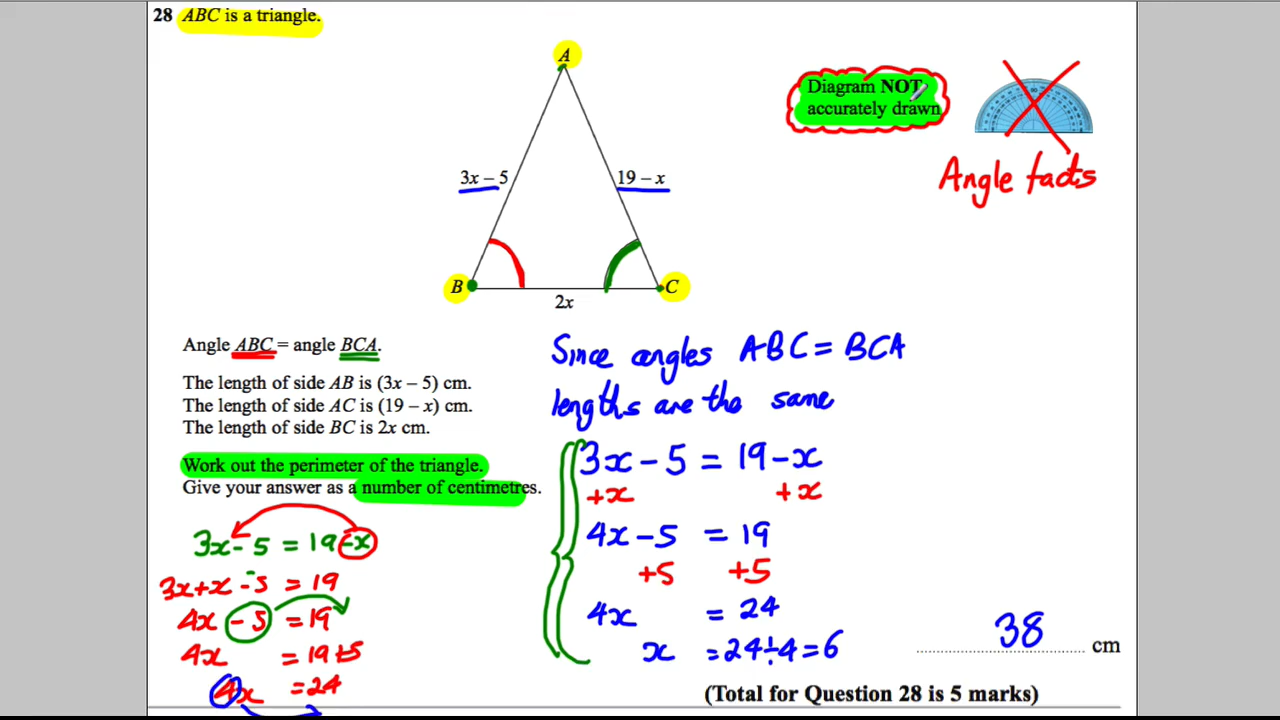 28 ABC is a triangle.
A
Diagram NOT
accurately drawn
Angle facts
3x – 5
19 – x
B
C
2x
Angle ABC = angle BCA.
The length of side AB is (3x – 5) cm.
The length of side AC is (19 – x) cm.
The length of side BC is 2x cm.
Work out the perimeter of the triangle.
Give your answer as a number of centimetres.
3x - 5 = 19 - x
3x + x - 5 = 19
4x - 5 = 19
4x = 19 + 5
4x = 24
Since angles ABC = BCA
lengths are the same
3x - 5 = 19 - x
+x +x
4x - 5 = 19
+5 +5
4x = 24
x = 24 ÷ 4 = 6
38
cm
(Total for Question 28 is 5 marks)